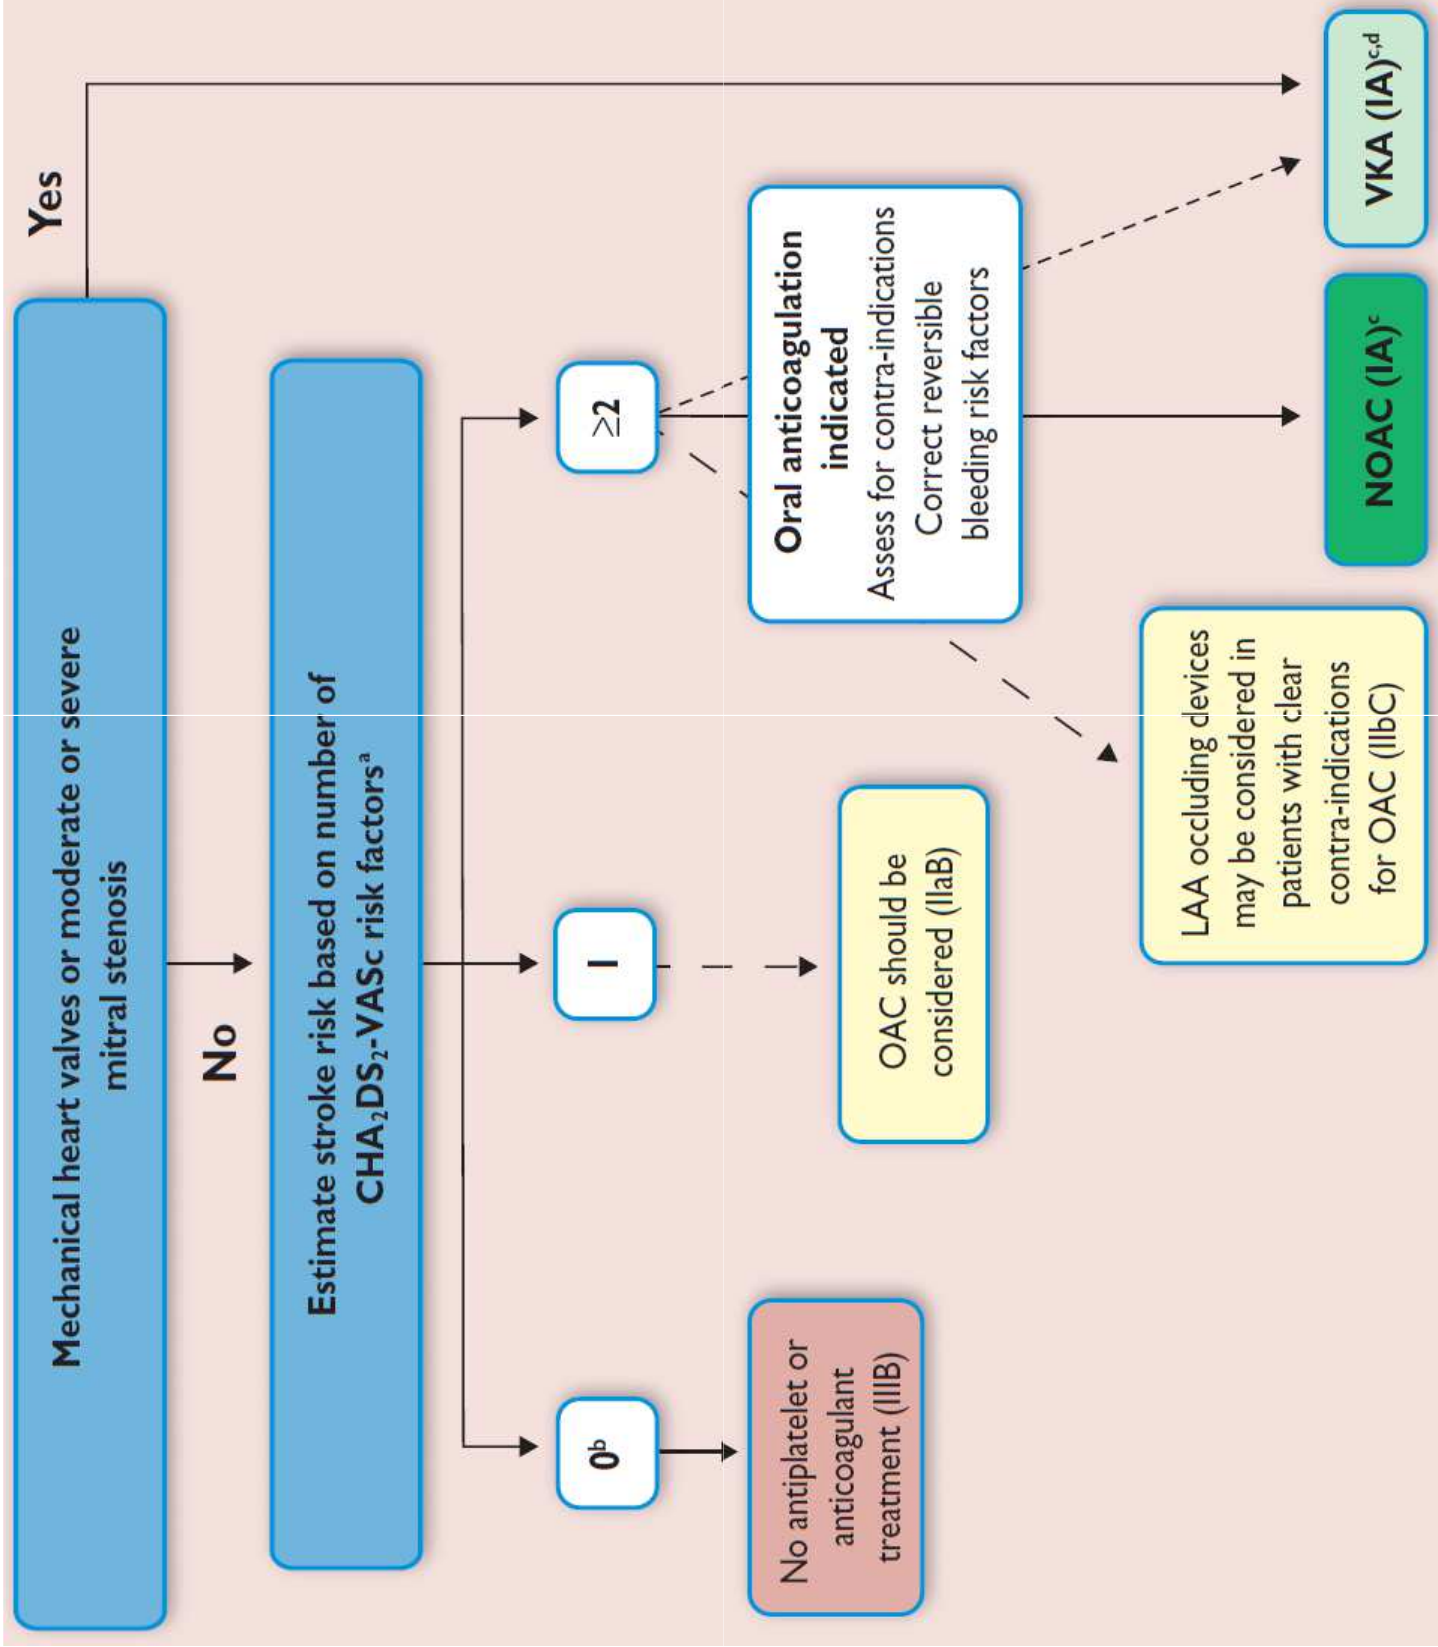 Mechanical heart valves or moderate or severe
mitral stenosis
Yes
No
Estimate stroke risk based on number of
CHA₂DS₂-VASc risk factorsᵃ
0ᵇ
I
≥2
No antiplatelet or
anticoagulant
treatment (IIIB)
OAC should be
considered (IIaB)
Oral anticoagulation
indicated
Assess for contra-indications
Correct reversible
bleeding risk factors
LAA occluding devices
may be considered in
patients with clear
contra-indications
for OAC (IIbC)
NOAC (IA)ᶜ
VKA (IA)ᶜ,ᵈ